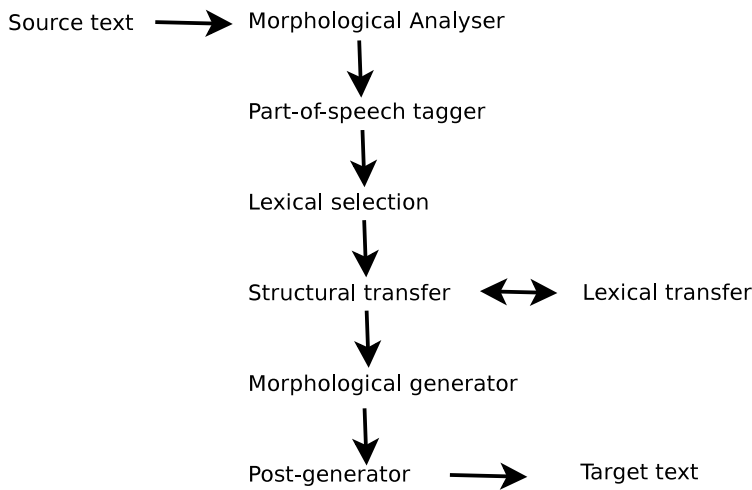 Source text
Morphological Analyser
Part-of-speech tagger
Lexical selection
Structural transfer
Lexical transfer
Morphological generator
Post-generator
Target text